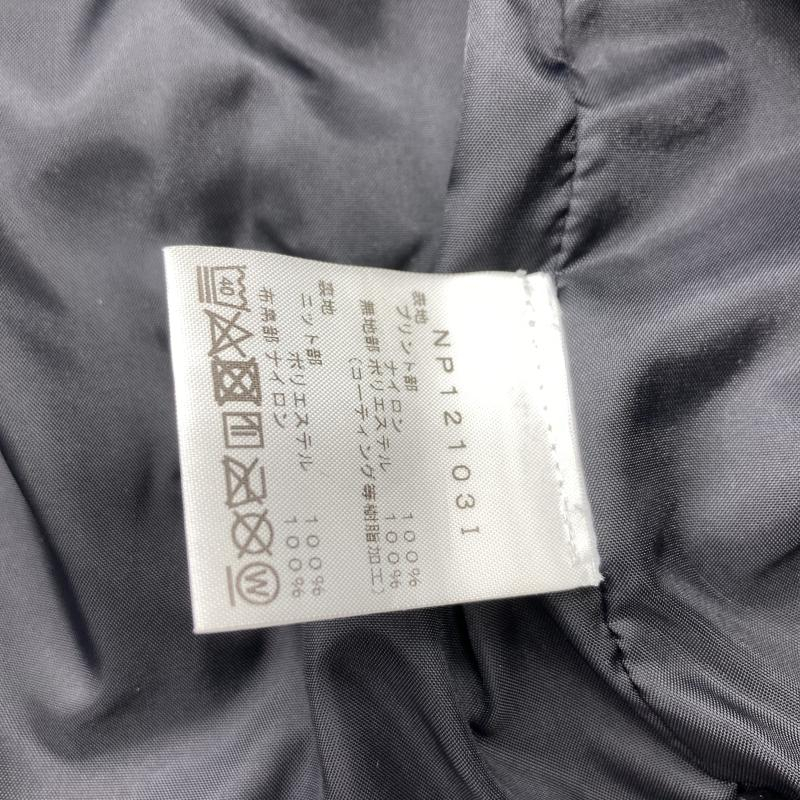 NP12103I
表地
プリント部
ナイロン 100%
無地部 ポリエステル 100%
(コーティング等樹脂加工)
裏地
ニット部
ポリエステル 100%
布帛部 ナイロン 100%
40
W